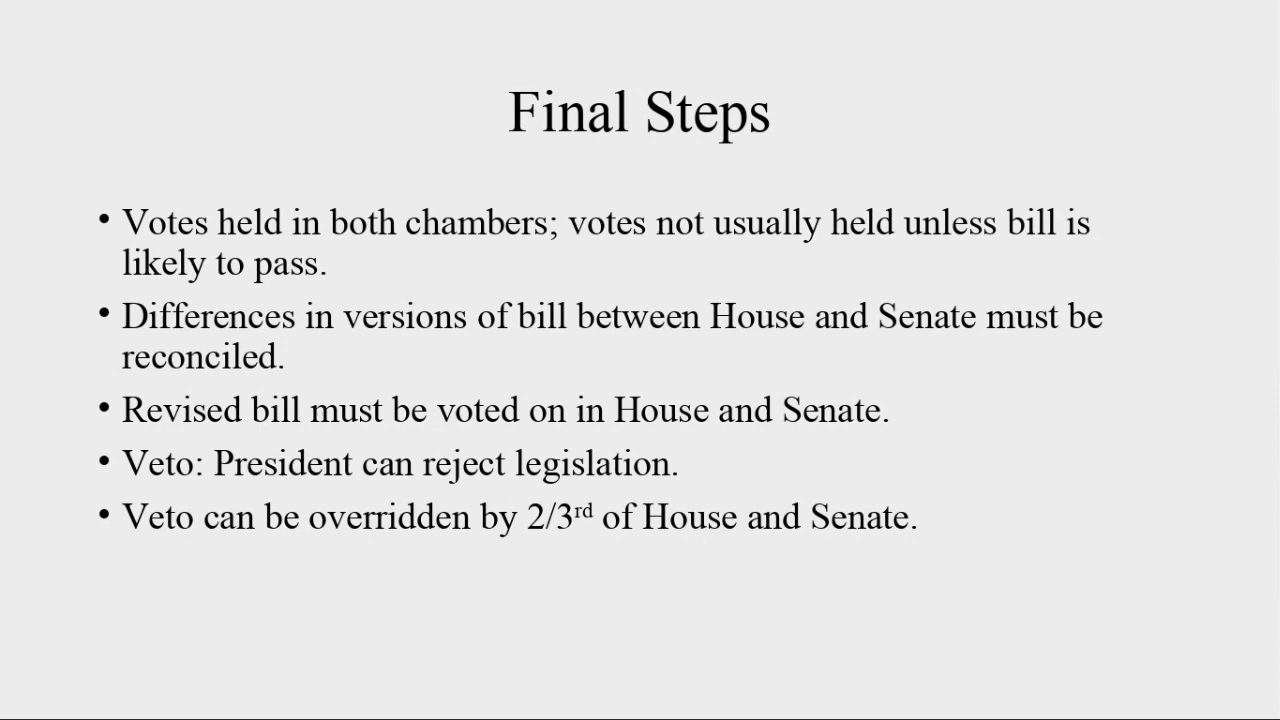 Final Steps
• Votes held in both chambers; votes not usually held unless bill is
likely to pass.
• Differences in versions of bill between House and Senate must be
reconciled.
• Revised bill must be voted on in House and Senate.
• Veto: President can reject legislation.
• Veto can be overridden by 2/3rd of House and Senate.